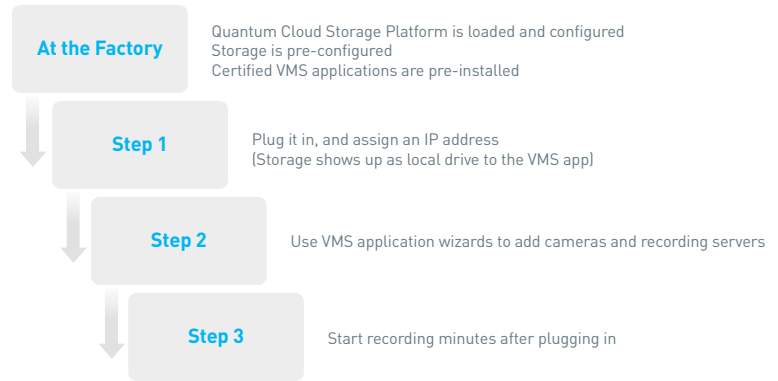 At the Factory
Quantum Cloud Storage Platform is loaded and configured
Storage is pre-configured
Certified VMS applications are pre-installed
Step 1
Plug it in, and assign an IP address
(Storage shows up as local drive to the VMS app)
Step 2
Use VMS application wizards to add cameras and recording servers
Step 3
Start recording minutes after plugging in